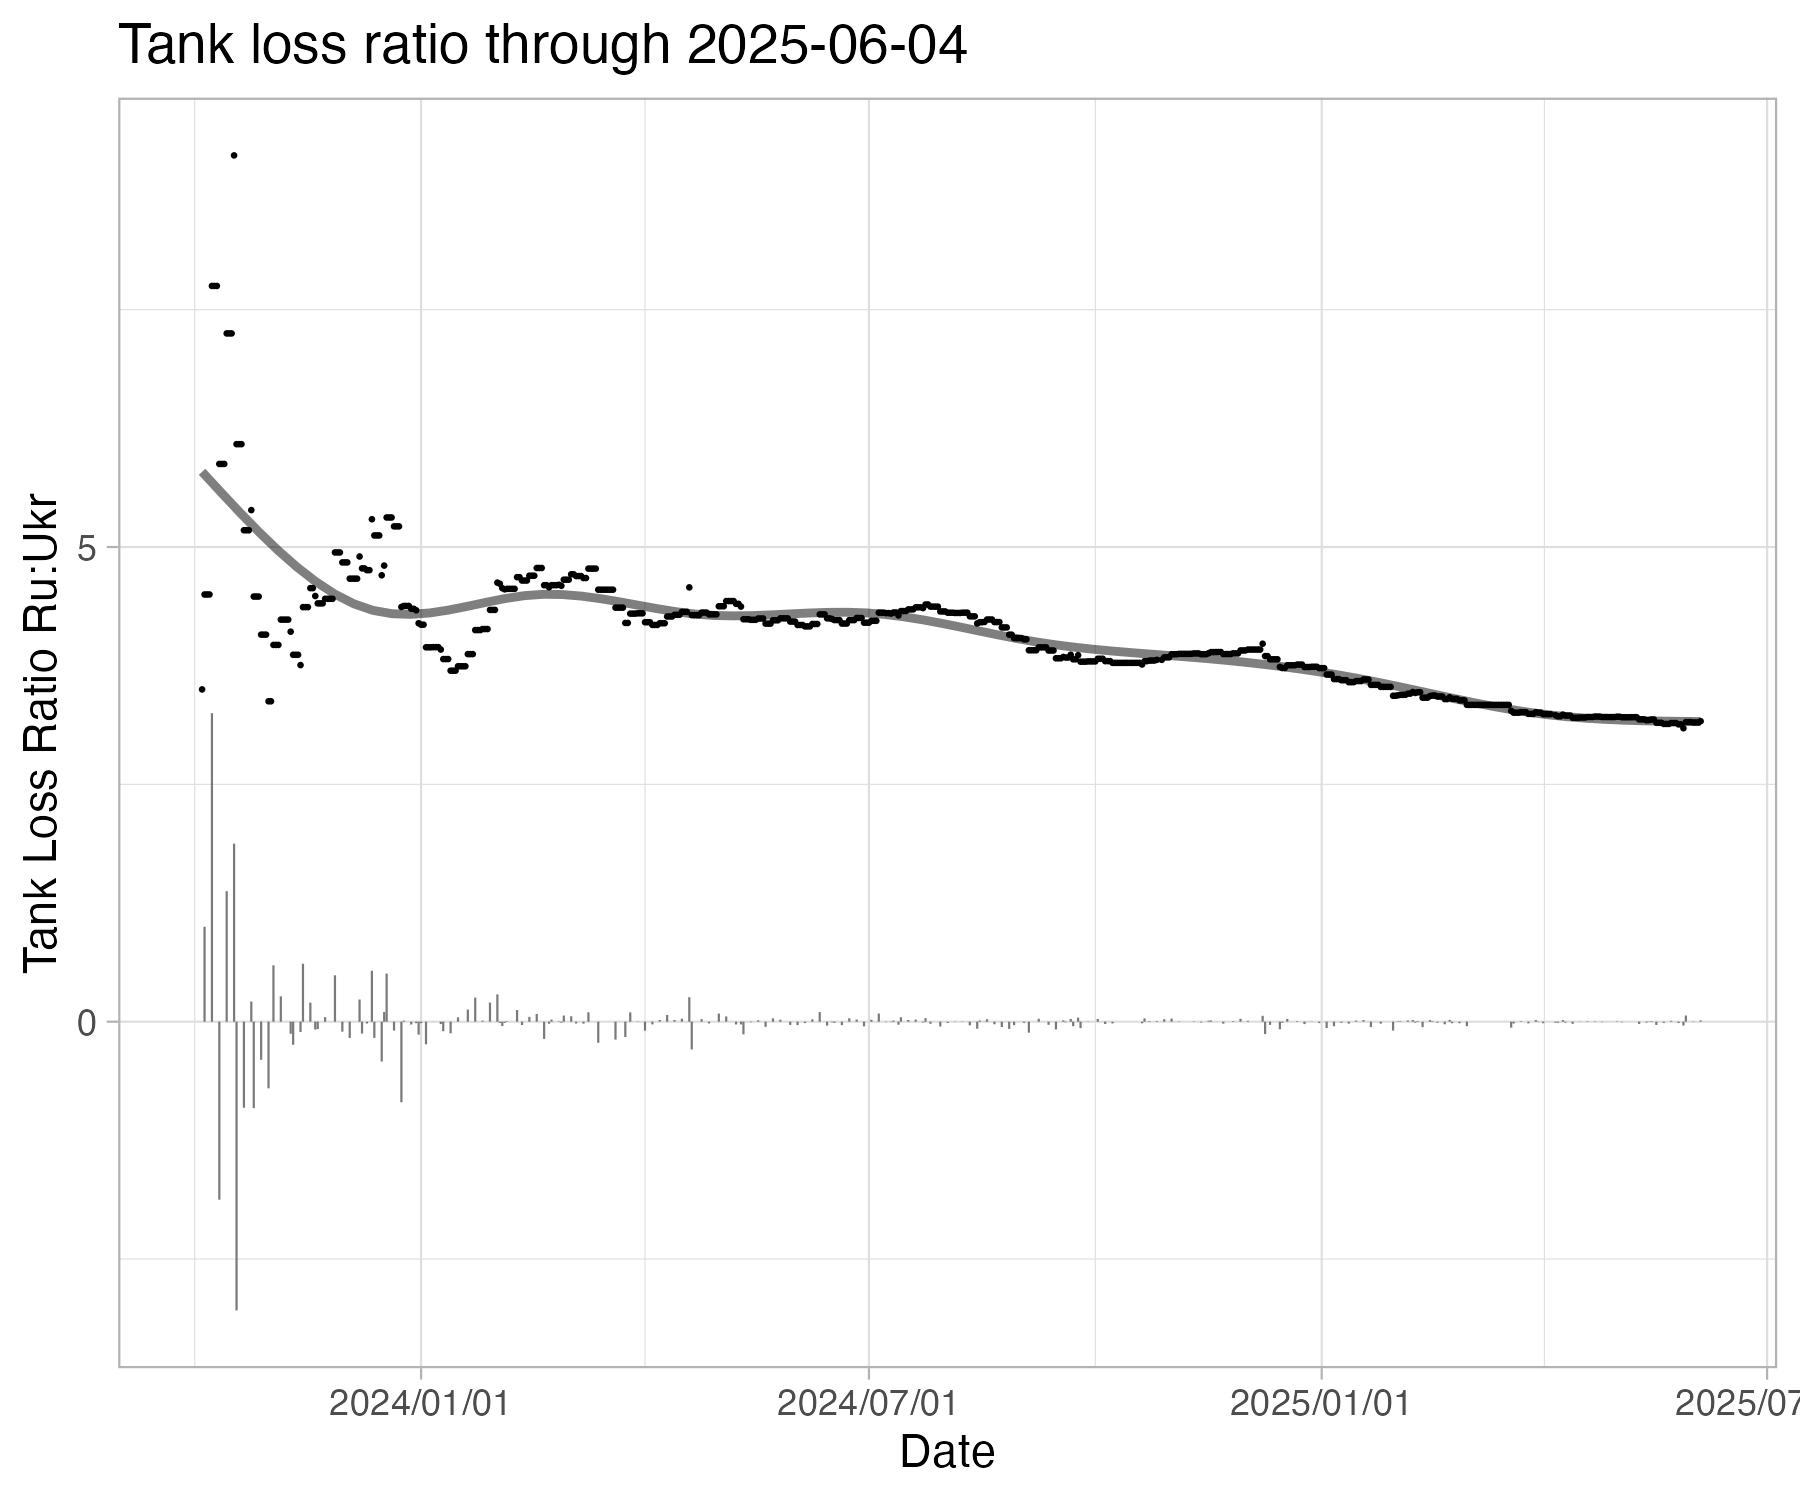 Tank loss ratio through 2025-06-04
Tank Loss Ratio Ru:Ukr
5
0
2024/01/01
2024/07/01
2025/01/01
2025/07
Date